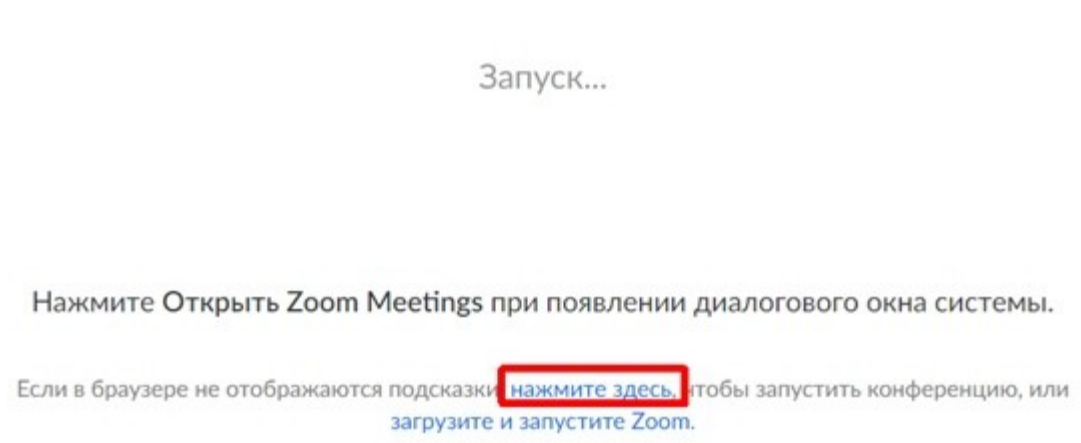 Запуск...
Нажмите Открыть Zoom Meetings при появлении диалогового окна системы.
Если в браузере не отображаются подсказки, нажмите здесь, чтобы запустить конференцию, или
загрузите и запустите Zoom.